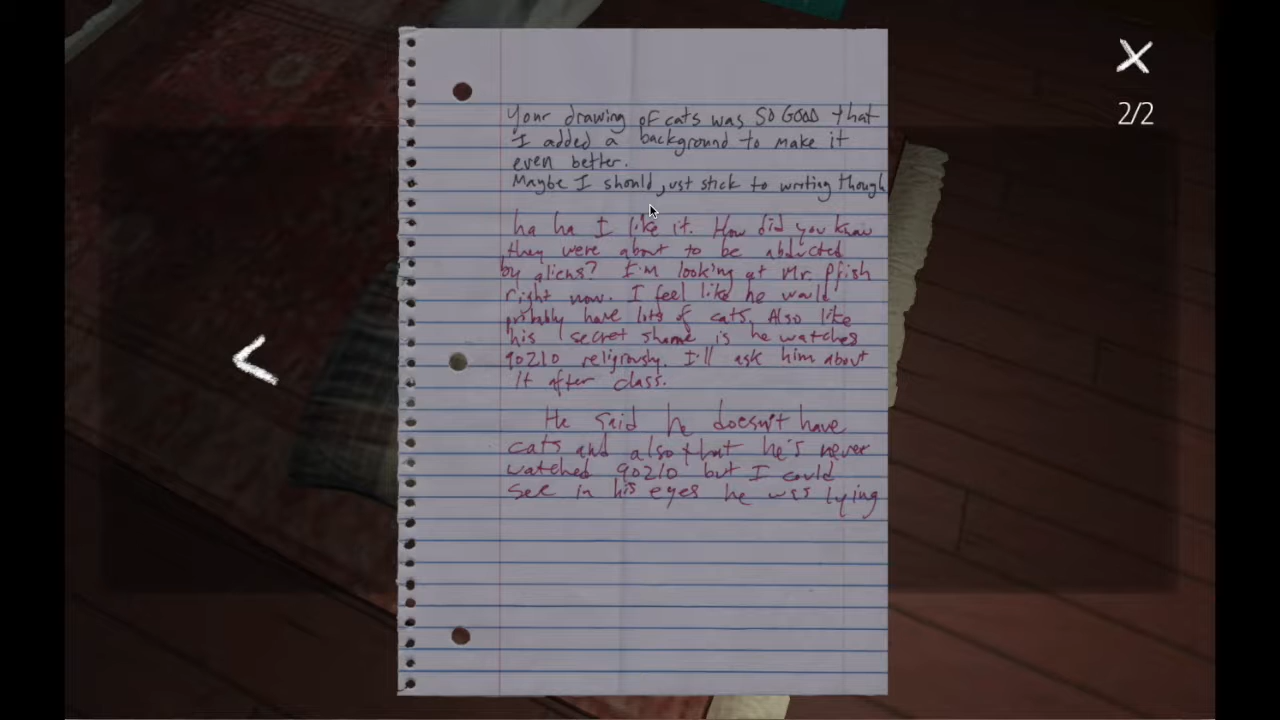 2/2
Your drawing of cats was SO GOOD that
I added a background to make it
even better.
Maybe I should just stick to writing though
ha ha I like it. How did you know
they were about to be abducted
by aliens? I'm looking at Mr Pfish
right now. I feel like he would
probably have lots of cats. Also like
his secret shame is he watches
90210 religiously. I'll ask him about
it after class.
He said he doesn't have
cats and also that he's never
watched 90210 but I could
see in his eyes he was lying